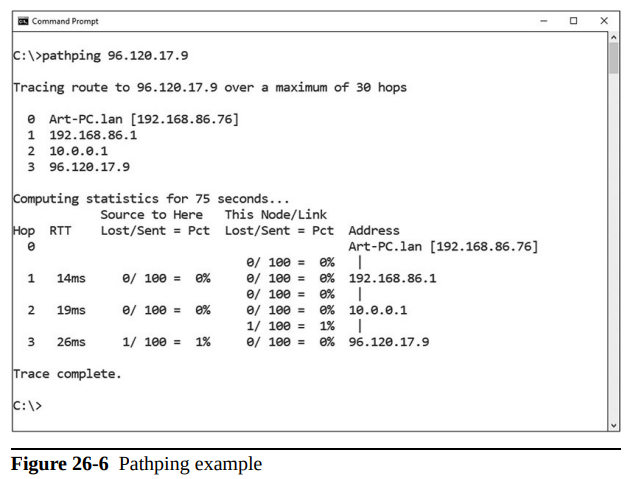 Command Prompt
C:\>pathping 96.120.17.9
Tracing route to 96.120.17.9 over a maximum of 30 hops
0 Art-PC.lan [192.168.86.76]
1 192.168.86.1
2 10.0.0.1
3 96.120.17.9
Computing statistics for 75 seconds...
Source to Here This Node/Link
Hop RTT Lost/Sent = Pct Lost/Sent = Pct Address
0 Art-PC.lan [192.168.86.76]
0/ 100 = 0% |
1 14ms 0/ 100 = 0% 0/ 100 = 0% 192.168.86.1
0/ 100 = 0% |
2 19ms 0/ 100 = 0% 0/ 100 = 0% 10.0.0.1
1/ 100 = 1% |
3 26ms 1/ 100 = 1% 0/ 100 = 0% 96.120.17.9
Trace complete.
C:\>
Figure 26-6 Pathping example